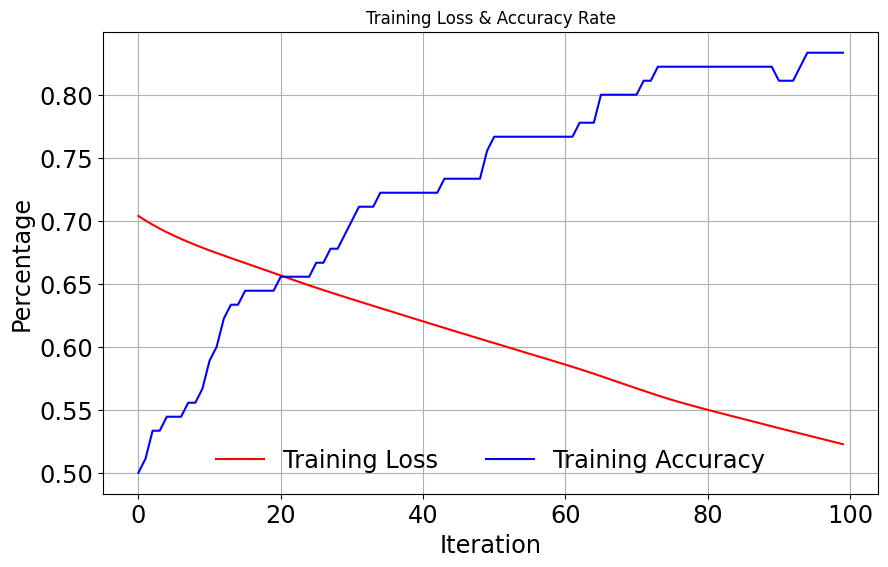 Training Loss & Accuracy Rate
0.80
0.75
0.70
0.65
0.60
0.55
0.50
Percentage
Training Loss
Training Accuracy
0 20 40 60 80 100
Iteration